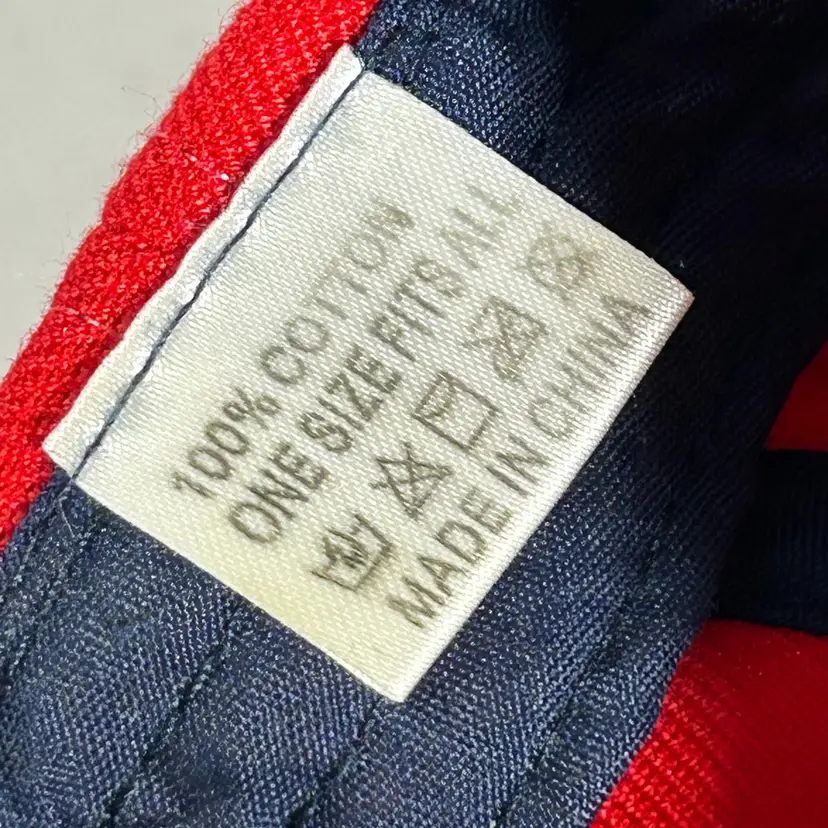 100% COTTON
ONE SIZE FITS ALL
MADE IN CHINA